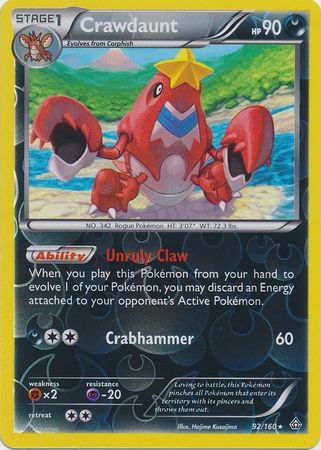 STAGE1
Crawdaunt
HP 90
Evolves from Corphish
NO. 342 Rogue Pokémon HT: 3'07" WT: 72.3 lbs.
Ability Unruly Claw
When you play this Pokémon from your hand to
evolve 1 of your Pokémon, you may discard an Energy
attached to your opponent's Active Pokémon.
Crabhammer 60
weakness
×2
resistance
-20
retreat
Loving to battle, this Pokémon
pinches all Pokémon that enter its
territory with its pincers and
throws them out.
Illus. Hajime Kusajima
92/160